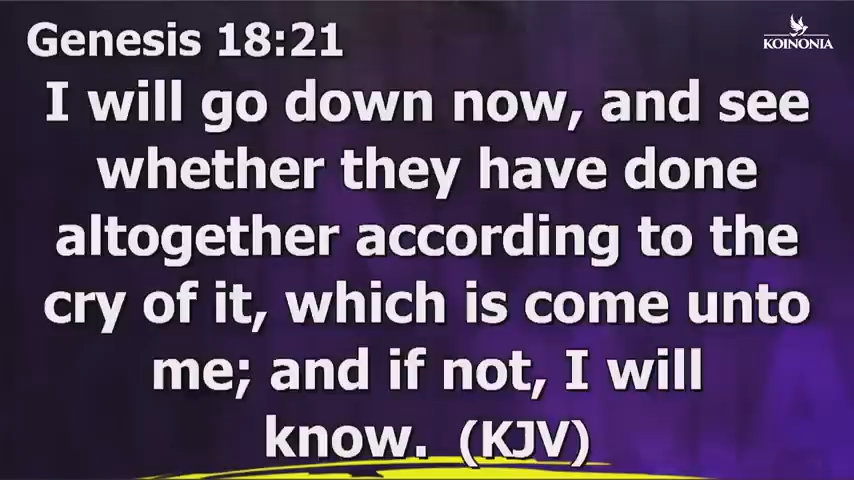 Genesis 18:21
KOINONIA
I will go down now, and see
whether they have done
altogether according to the
cry of it, which is come unto
me; and if not, I will
know. (KJV)